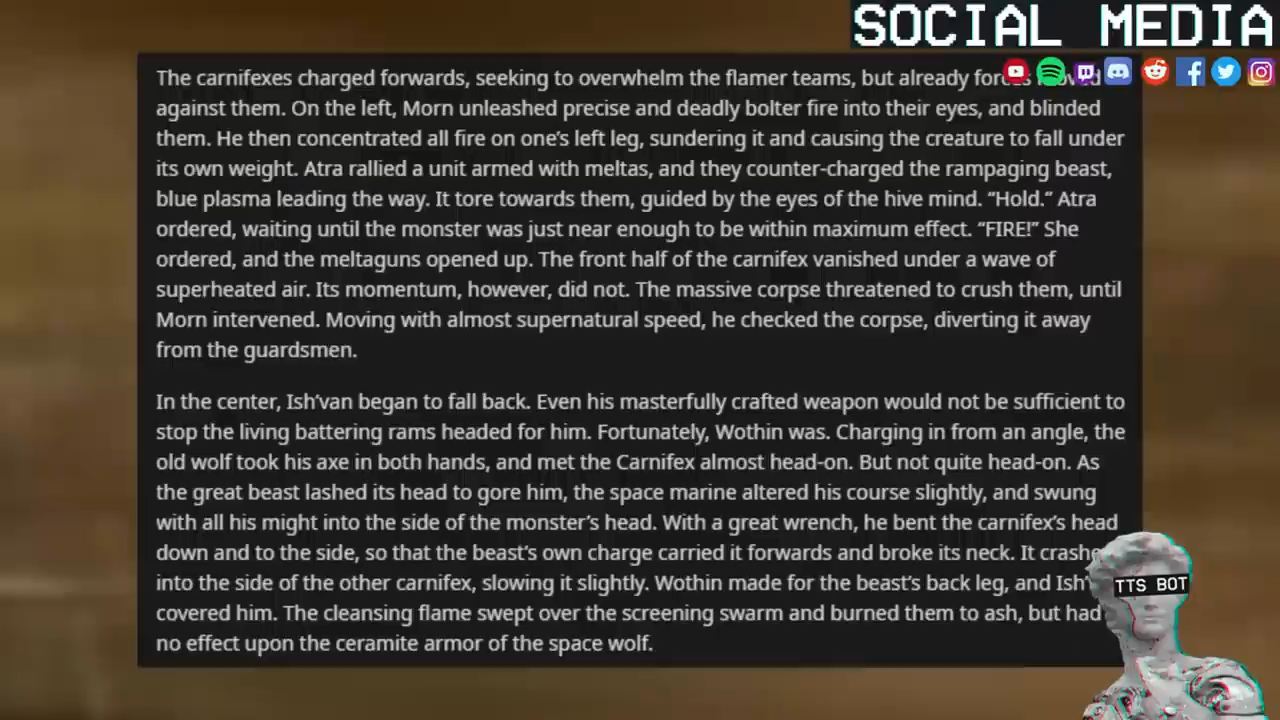 SOCIAL MEDIA
The carnifexes charged forwards, seeking to overwhelm the flamer teams, but already forces moved
against them. On the left, Morn unleashed precise and deadly bolter fire into their eyes, and blinded
them. He then concentrated all fire on one's left leg, sundering it and causing the creature to fall under
its own weight. Atra rallied a unit armed with meltas, and they counter-charged the rampaging beast,
blue plasma leading the way. It tore towards them, guided by the eyes of the hive mind. “Hold.” Atra
ordered, waiting until the monster was just near enough to be within maximum effect. “FIRE!” She
ordered, and the meltaguns opened up. The front half of the carnifex vanished under a wave of
superheated air. Its momentum, however, did not. The massive corpse threatened to crush them, until
Morn intervened. Moving with almost supernatural speed, he checked the corpse, diverting it away
from the guardsmen.
In the center, Ish'van began to fall back. Even his masterfully crafted weapon would not be sufficient to
stop the living battering rams headed for him. Fortunately, Wothin was. Charging in from an angle, the
old wolf took his axe in both hands, and met the Carnifex almost head-on. But not quite head-on. As
the great beast lashed its head to gore him, the space marine altered his course slightly, and swung
with all his might into the side of the monster's head. With a great wrench, he bent the carnifex's head
down and to the side, so that the beast's own charge carried it forwards and broke its neck. It crashe
into the side of the other carnifex, slowing it slightly. Wothin made for the beast's back leg, and Ish'
covered him. The cleansing flame swept over the screening swarm and burned them to ash, but had
no effect upon the ceramite armor of the space wolf.
TTS BOT